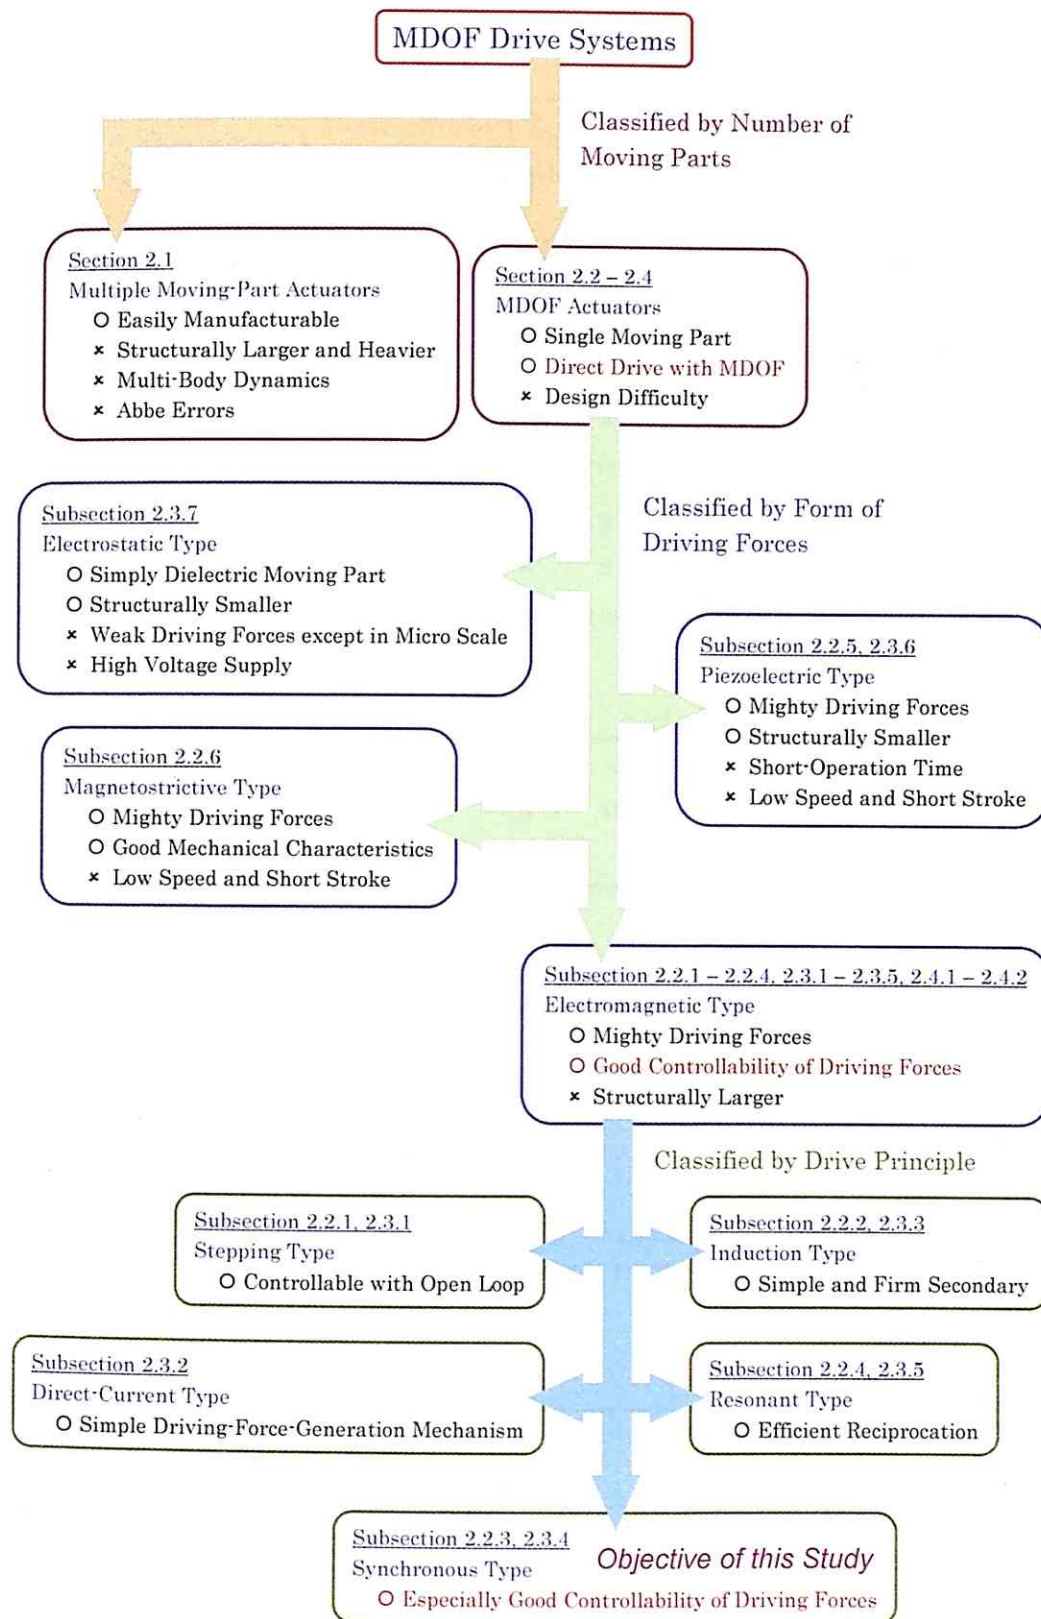 MDOF Drive Systems
Classified by Number of
Moving Parts
Section 2.1
Multiple Moving-Part Actuators
O Easily Manufacturable
× Structurally Larger and Heavier
× Multi-Body Dynamics
× Abbe Errors
Section 2.2 – 2.4
MDOF Actuators
O Single Moving Part
O Direct Drive with MDOF
× Design Difficulty
Classified by Form of
Driving Forces
Subsection 2.3.7
Electrostatic Type
O Simply Dielectric Moving Part
O Structurally Smaller
× Weak Driving Forces except in Micro Scale
× High Voltage Supply
Subsection 2.2.5, 2.3.6
Piezoelectric Type
O Mighty Driving Forces
O Structurally Smaller
× Short-Operation Time
× Low Speed and Short Stroke
Subsection 2.2.6
Magnetostrictive Type
O Mighty Driving Forces
O Good Mechanical Characteristics
× Low Speed and Short Stroke
Subsection 2.2.1 – 2.2.4, 2.3.1 – 2.3.5, 2.4.1 – 2.4.2
Electromagnetic Type
O Mighty Driving Forces
O Good Controllability of Driving Forces
× Structurally Larger
Classified by Drive Principle
Subsection 2.2.1, 2.3.1
Stepping Type
O Controllable with Open Loop
Subsection 2.2.2, 2.3.3
Induction Type
O Simple and Firm Secondary
Subsection 2.3.2
Direct-Current Type
O Simple Driving-Force-Generation Mechanism
Subsection 2.2.4, 2.3.5
Resonant Type
O Efficient Reciprocation
Subsection 2.2.3, 2.3.4
Synchronous Type
Objective of this Study
O Especially Good Controllability of Driving Forces